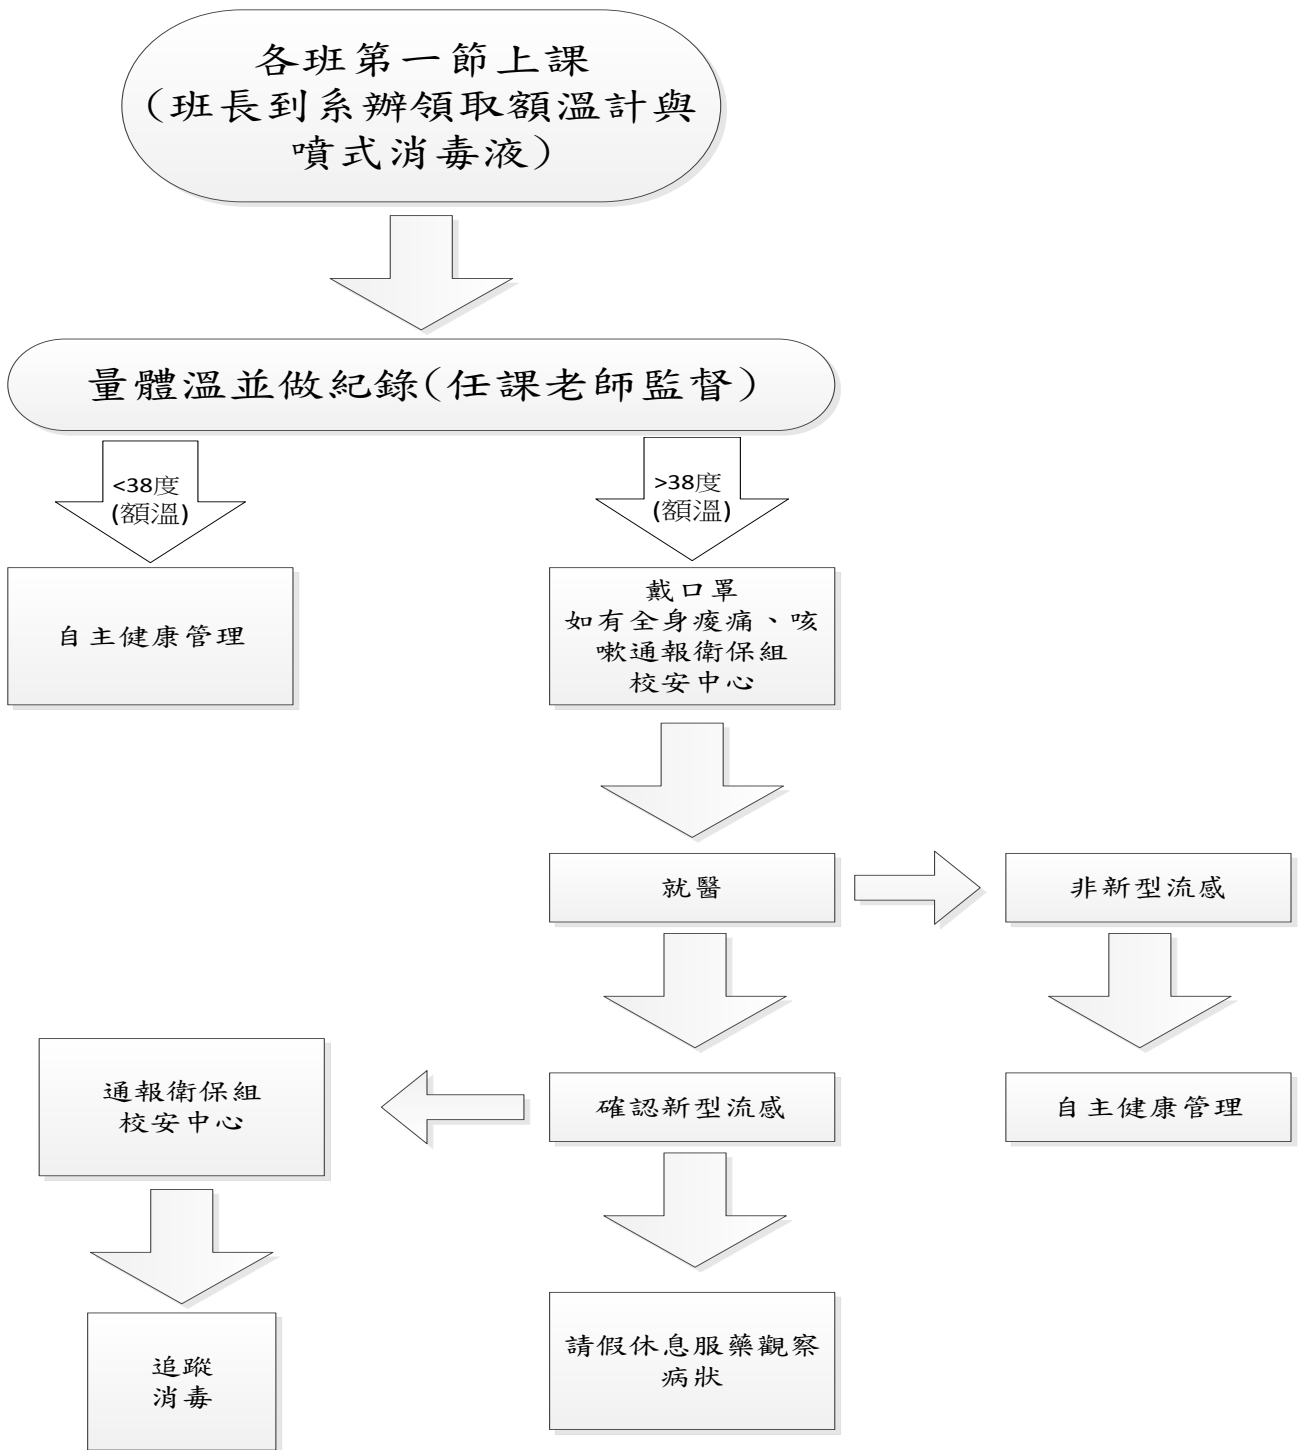 各班第一節上課
（班長到系辦領取額溫計與
噴式消毒液）
量體溫並做紀錄(任課老師監督)
<38度
(額溫)
>38度
(額溫)
自主健康管理
戴口罩
如有全身痠痛、咳
嗽通報衛保組
校安中心
就醫
非新型流感
通報衛保組
校安中心
確認新型流感
自主健康管理
追蹤
消毒
請假休息服藥觀察
病狀